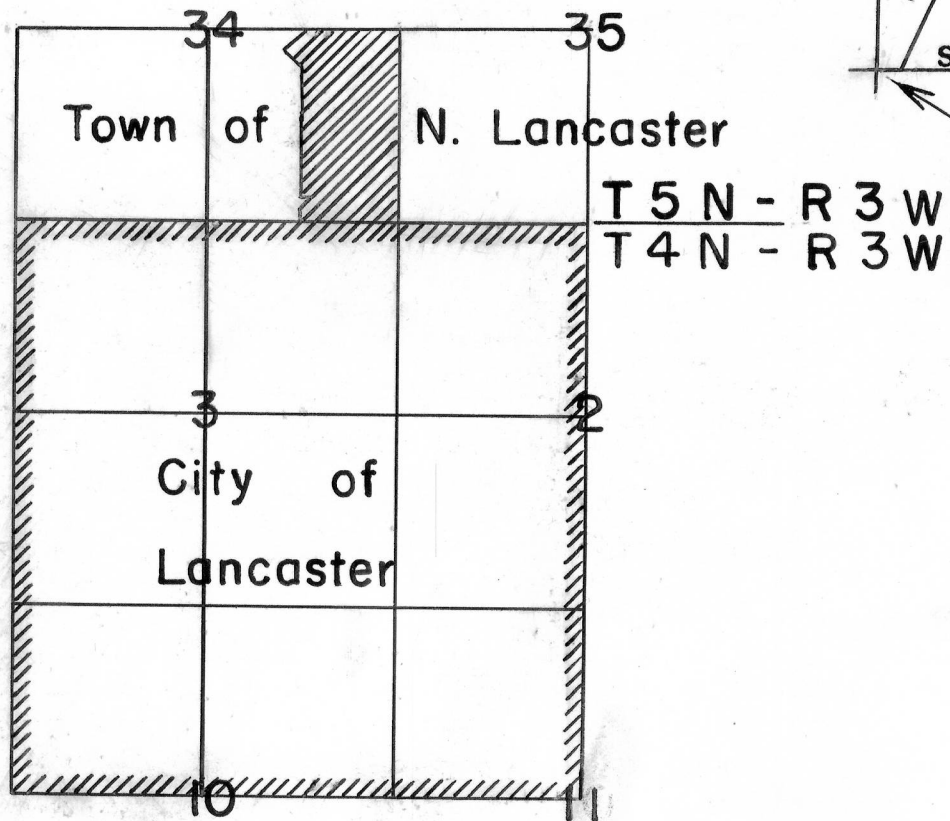 34 35
S
Town of N. Lancaster
T 5 N - R 3 W
T 4 N - R 3 W
3 2
City of
Lancaster
10 11